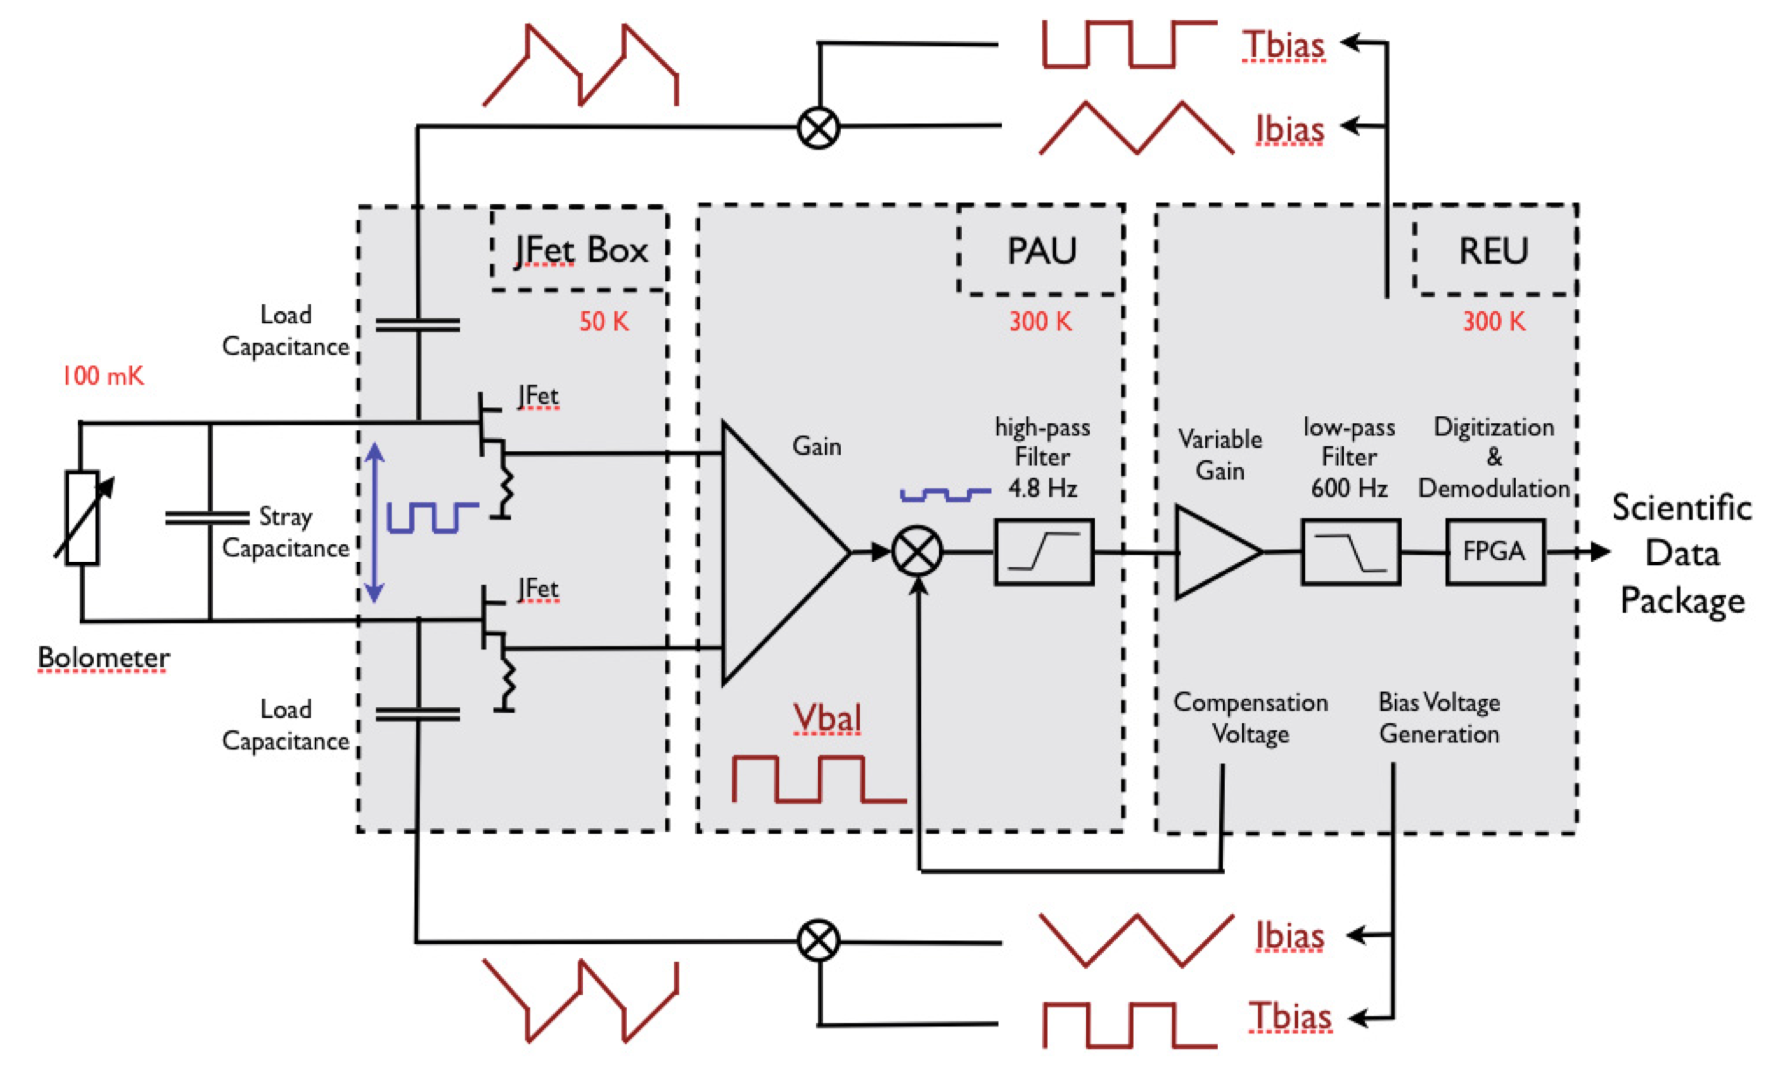 Tbias
Ibias
JFet Box
PAU
REU
50 K
300 K
300 K
Load
Capacitance
100 mK
JFet
Gain
high-pass
Filter
4.8 Hz
Variable
Gain
low-pass
Filter
600 Hz
Digitization
&
Demodulation
Stray
Capacitance
FPGA
Scientific
Data
Package
JFet
Bolometer
Load
Capacitance
Vbal
Compensation
Voltage
Bias Voltage
Generation
Ibias
Tbias